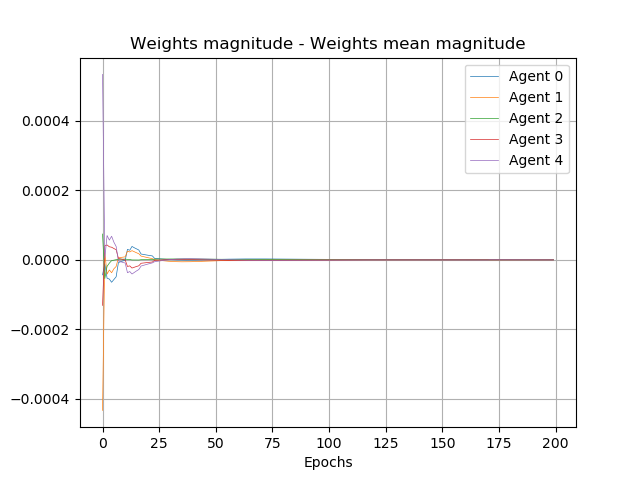 Weights magnitude - Weights mean magnitude
Agent 0
Agent 1
Agent 2
Agent 3
Agent 4
0.0004
0.0002
0.0000
−0.0002
−0.0004
0 25 50 75 100 125 150 175 200
Epochs